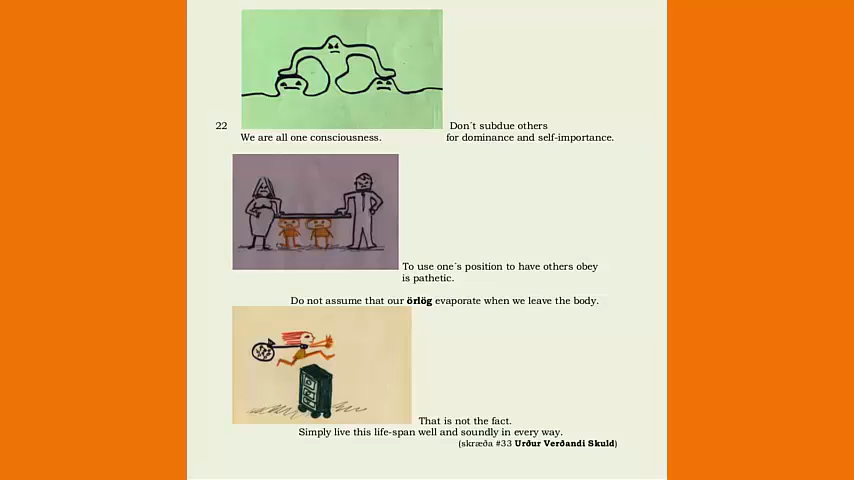 Don´t subdue others
22
We are all one consciousness.
for dominance and self-importance.
To use one´s position to have others obey
is pathetic.
Do not assume that our örlög evaporate when we leave the body.
That is not the fact.
Simply live this life-span well and soundly in every way.
(skræða #33 Urður Verðandi Skuld)